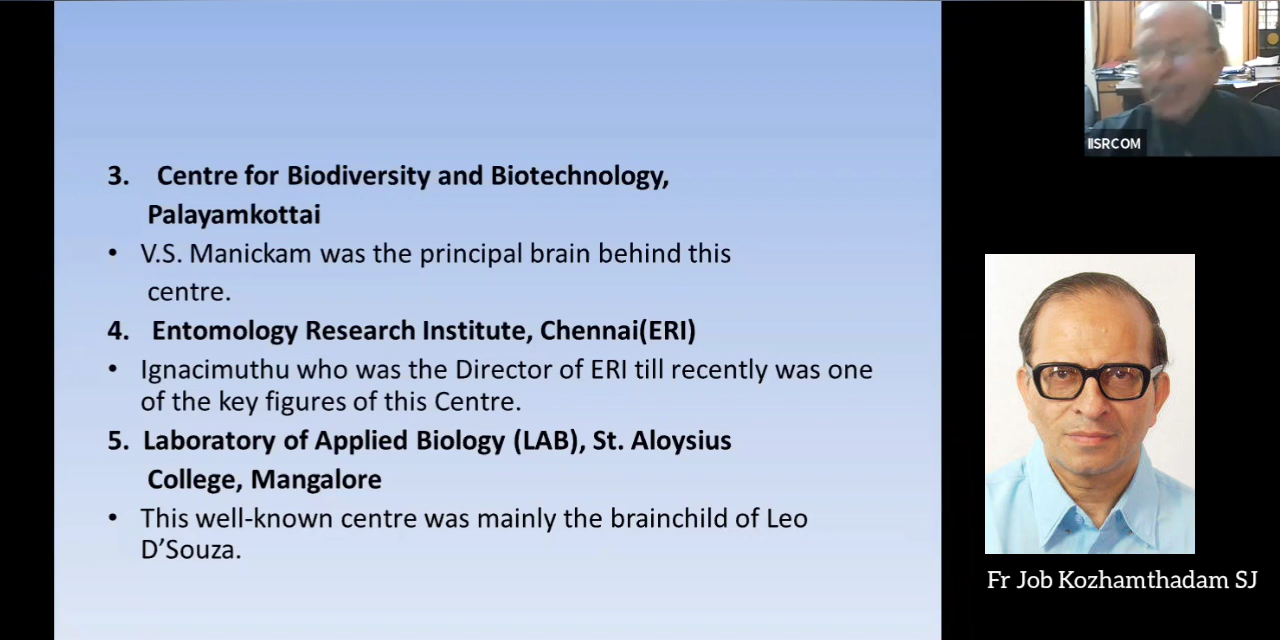 3. Centre for Biodiversity and Biotechnology,
Palayamkottai
• V.S. Manickam was the principal brain behind this
centre.
4. Entomology Research Institute, Chennai(ERI)
• Ignacimuthu who was the Director of ERI till recently was one
of the key figures of this Centre.
5. Laboratory of Applied Biology (LAB), St. Aloysius
College, Mangalore
• This well-known centre was mainly the brainchild of Leo
D’Souza.
IISRCOM
Fr Job Kozhamthadam SJ